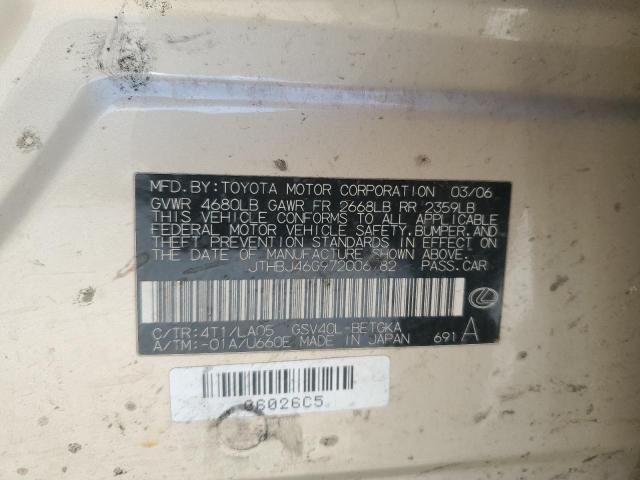 MFD. BY: TOYOTA MOTOR CORPORATION 03/06
GVWR 4680LB GAWR FR 2668LB RR 2359LB
THIS VEHICLE CONFORMS TO ALL APPLICABLE
FEDERAL MOTOR VEHICLE SAFETY, BUMPER, AND
THEFT PREVENTION STANDARDS IN EFFECT ON
THE DATE OF MANUFACTURE SHOWN ABOVE.
PASS. CAR
C/TR: 4T1/LA05 GSV40L-BETGKA
A/TM: -01A/U660E MADE IN JAPAN 691 A